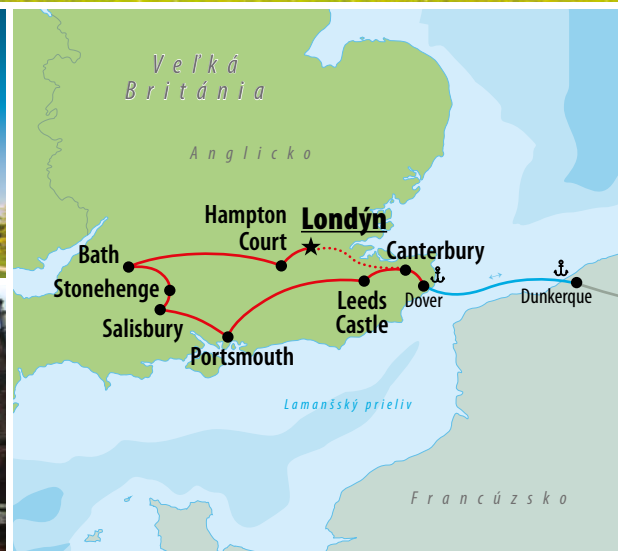 Veľká
Británia
Anglicko
Hampton
Court
Londýn
Bath
Canterbury
Stonehenge
Leeds
Castle
Dover
Dunkerque
Salisbury
Portsmouth
Lamanšský prieliv
Francúzsko